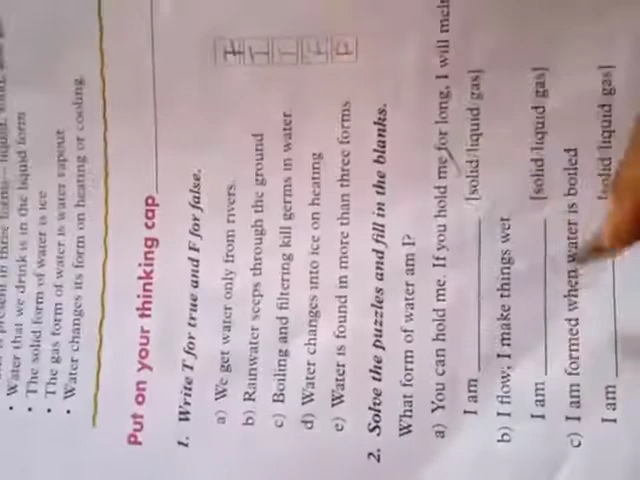 • Water that we drink is in the liquid form
• The solid form of water is ice
• The gas form of water is water vapour
• Water changes its form on heating or cooling.
Put on your thinking cap
1. Write T for true and F for false.
a) We get water only from rivers.
b) Rainwater seeps through the ground
c) Boiling and filtering kill germs in water.
d) Water changes into ice on heating
e) Water is found in more than three forms
F
2. Solve the puzzles and fill in the blanks.
What form of water am I?
a) You can hold me. If you hold me for long, I will
I am [solid/liquid/gas]
b) I flow; I make things wet
I am [solid/liquid/gas]
c) I am formed when water is boiled
I am [solid/liquid/gas]